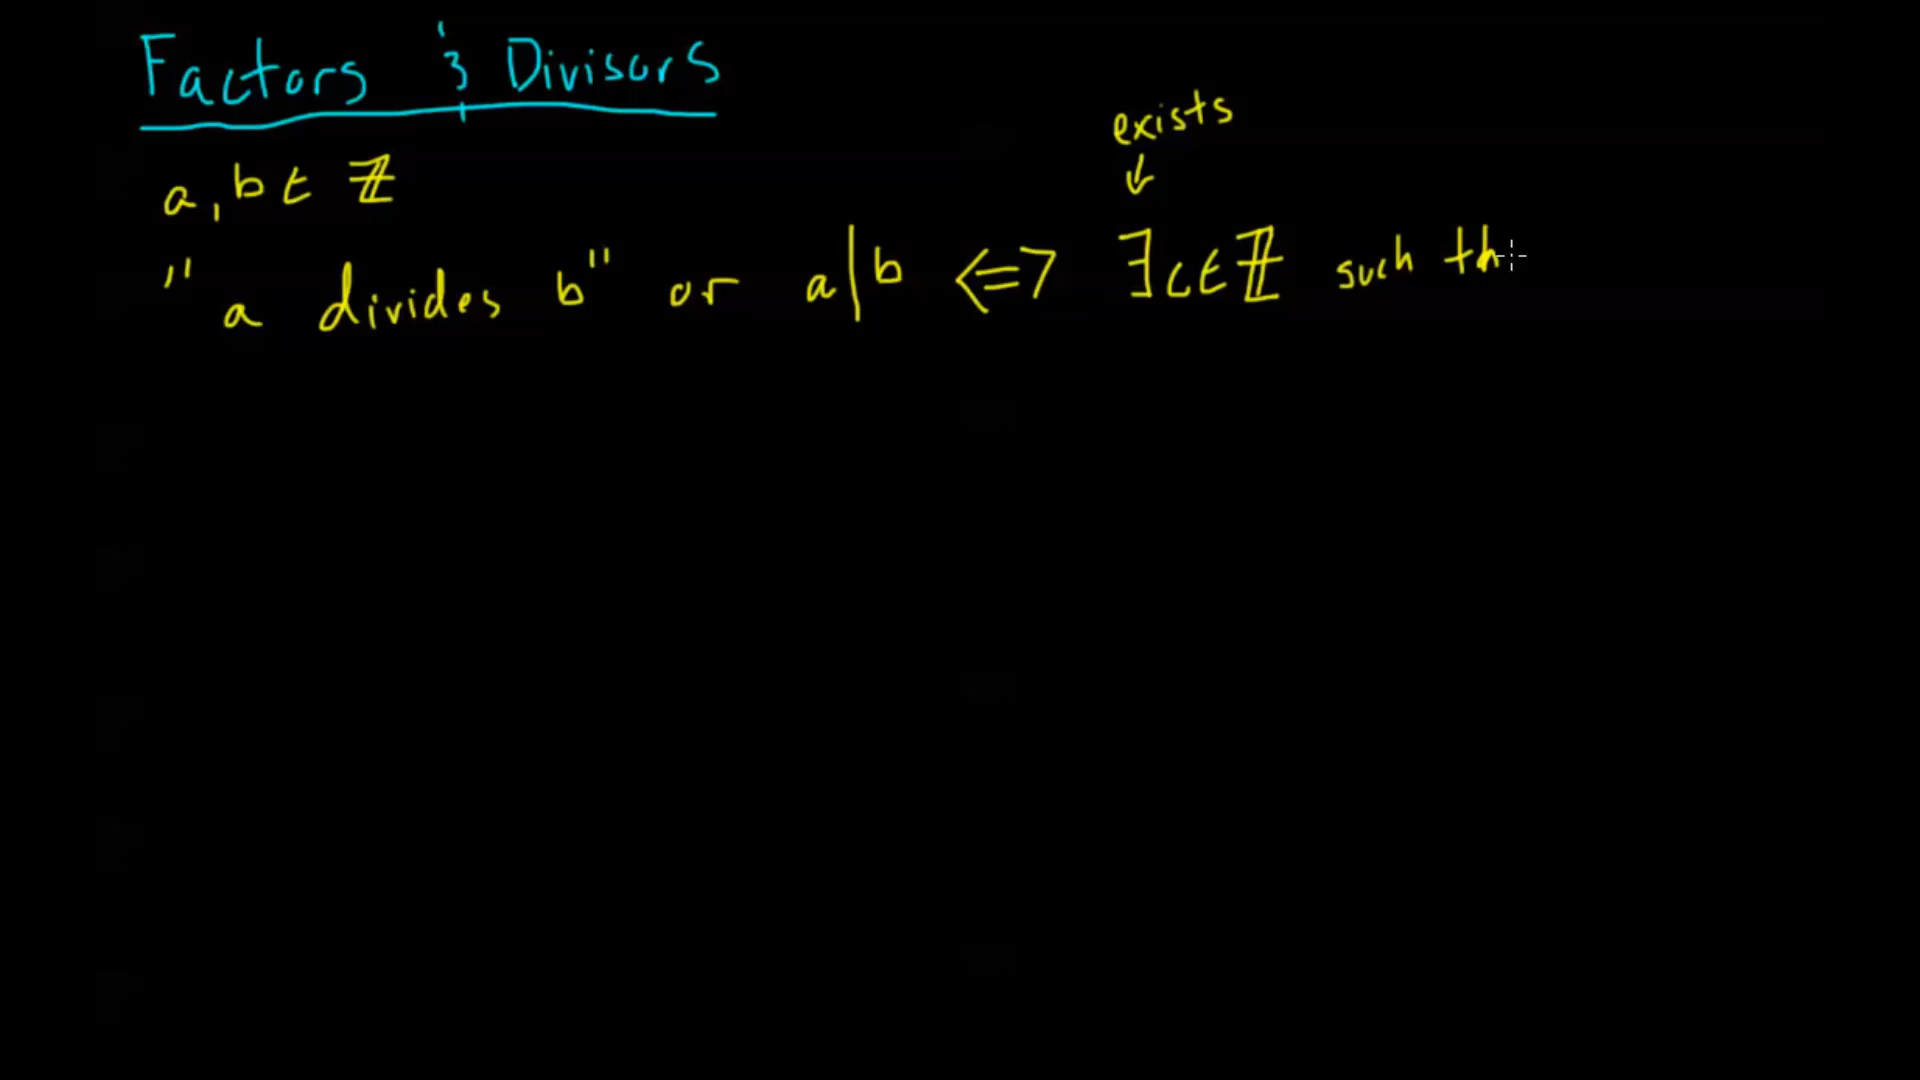 Factors & Divisors
exists
↓
a, b ∈ ℤ
"a divides b" or a|b <=> ∃c∈ℤ such th